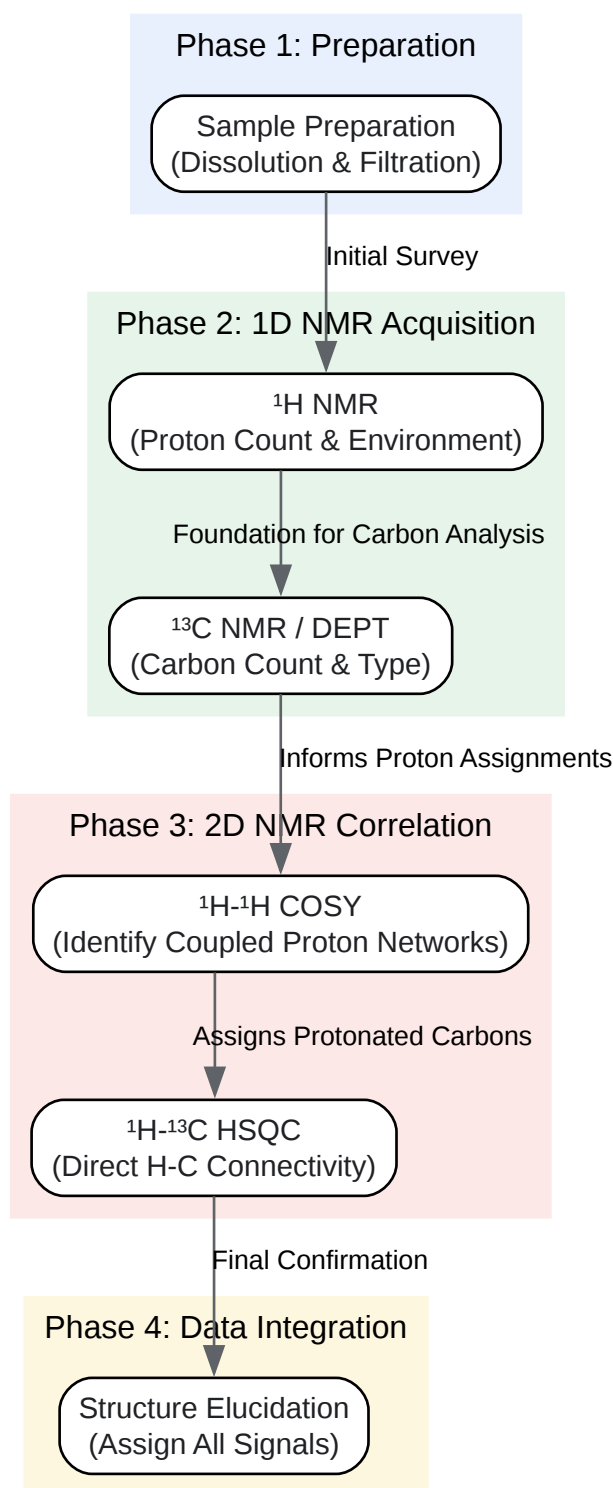 Phase 1: Preparation
Sample Preparation
(Dissolution & Filtration)
Initial Survey
Phase 2: 1D NMR Acquisition
¹H NMR
(Proton Count & Environment)
Foundation for Carbon Analysis
¹³C NMR / DEPT
(Carbon Count & Type)
Informs Proton Assignments
Phase 3: 2D NMR Correlation
¹H-¹H COSY
(Identify Coupled Proton Networks)
Assigns Protonated Carbons
¹H-¹³C HSQC
(Direct H-C Connectivity)
Final Confirmation
Phase 4: Data Integration
Structure Elucidation
(Assign All Signals)